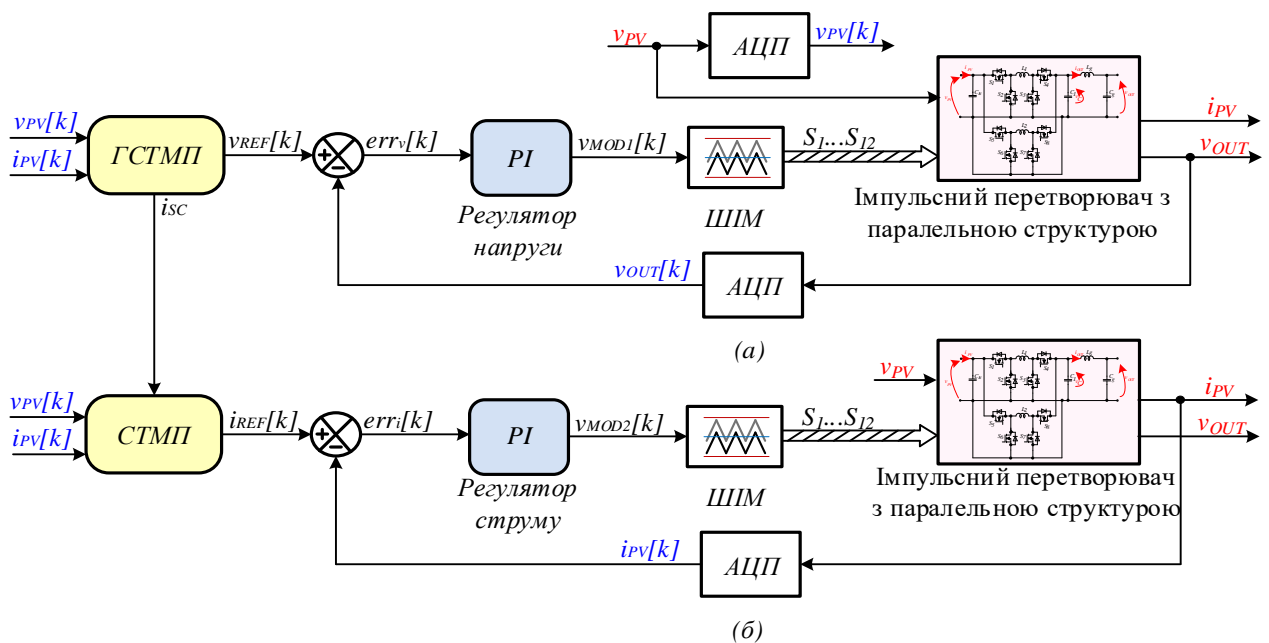 vPV
АЦП
vPV[k]
vPV[k]
iPV[k]
ГСТМП
vREF[k]
errv[k]
PI
vMOD1[k]
S1...S12
iPV
vOUT
iSC
Регулятор
напруги
ШІМ
Імпульсний перетворювач з
паралельною структурою
vOUT[k]
АЦП
(а)
vPV[k]
iPV[k]
СТМП
iREF[k]
erri[k]
PI
vMOD2[k]
S1...S12
vPV
iPV
vOUT
Регулятор
струму
ШІМ
Імпульсний перетворювач
з паралельною структурою
iPV[k]
АЦП
(б)